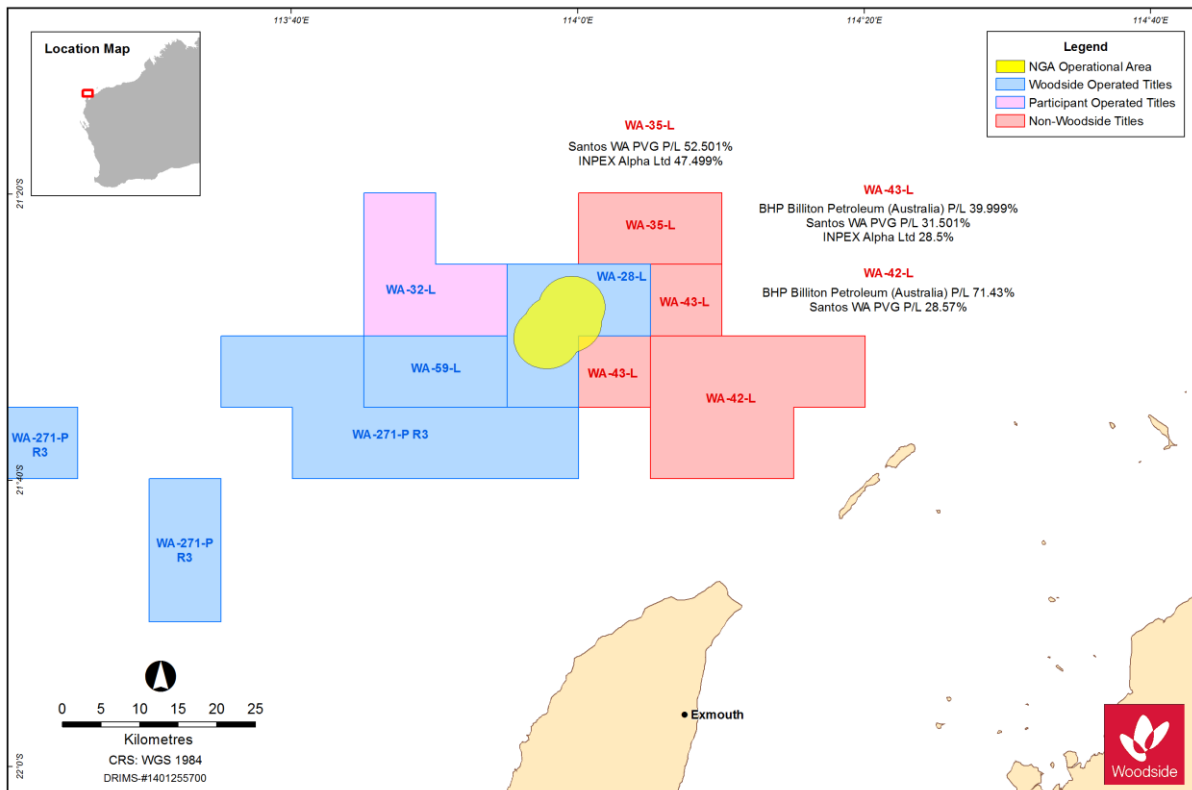 113°40'E
114°0'E
114°20'E
114°40'E
Location Map
Legend
NGA Operational Area
Woodside Operated Titles
Participant Operated Titles
Non-Woodside Titles
WA-35-L
Santos WA PVG P/L 52.501%
INPEX Alpha Ltd 47.499%
WA-43-L
BHP Billiton Petroleum (Australia) P/L 39.999%
Santos WA PVG P/L 31.501%
INPEX Alpha Ltd 28.5%
WA-42-L
BHP Billiton Petroleum (Australia) P/L 71.43%
Santos WA PVG P/L 28.57%
21°20'S
WA-35-L
WA-28-L
WA-32-L
WA-43-L
WA-59-L
WA-43-L
WA-42-L
WA-271-P R3
WA-271-P
R3
21°40'S
WA-271-P
R3
0 5 10 15 20 25
Kilometres
CRS: WGS 1984
DRIMS-#1401255700
Exmouth
22°0'S
Woodside